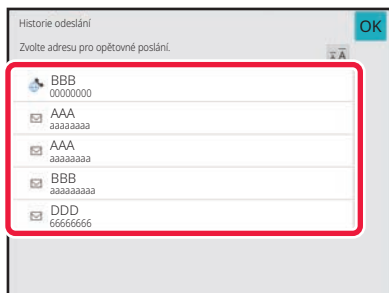 Historie odeslání
OK
Zvolte adresu pro opětovné poslání.
BBB
00000000
AAA
aaaaaaaa
AAA
aaaaaaaa
BBB
aaaaaaaaa
DDD
66666666